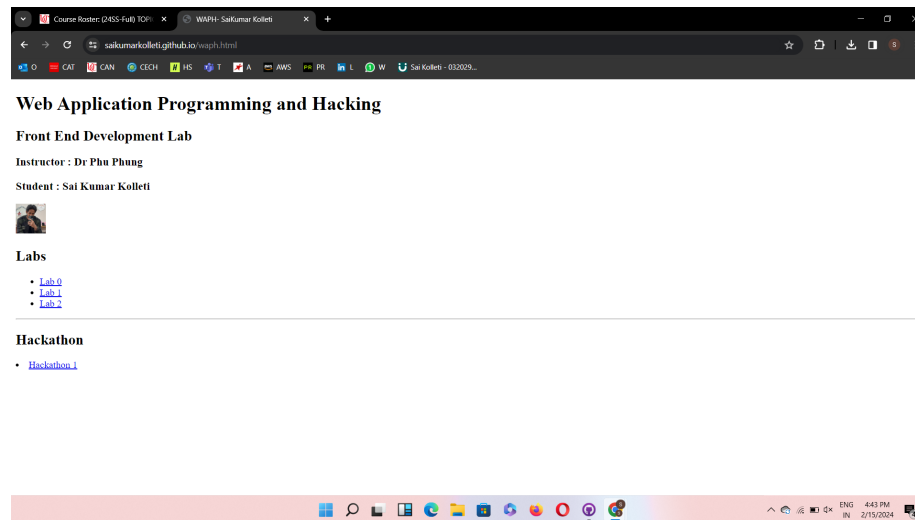 Course Roster: (24SS-Full) TOPI
WAPH- SaiKumar Kolleti
saikumarkolleti.github.io/waph.html
S
O CAT CAN CECH HS T A AWS PR PR L W Sai Kolleti - 032029...
Web Application Programming and Hacking
Front End Development Lab
Instructor : Dr Phu Phung
Student : Sai Kumar Kolleti
Labs
• Lab 0
• Lab 1
• Lab 2
Hackathon
• Hackathon 1
ENG 4:43 PM
IN 2/15/2024